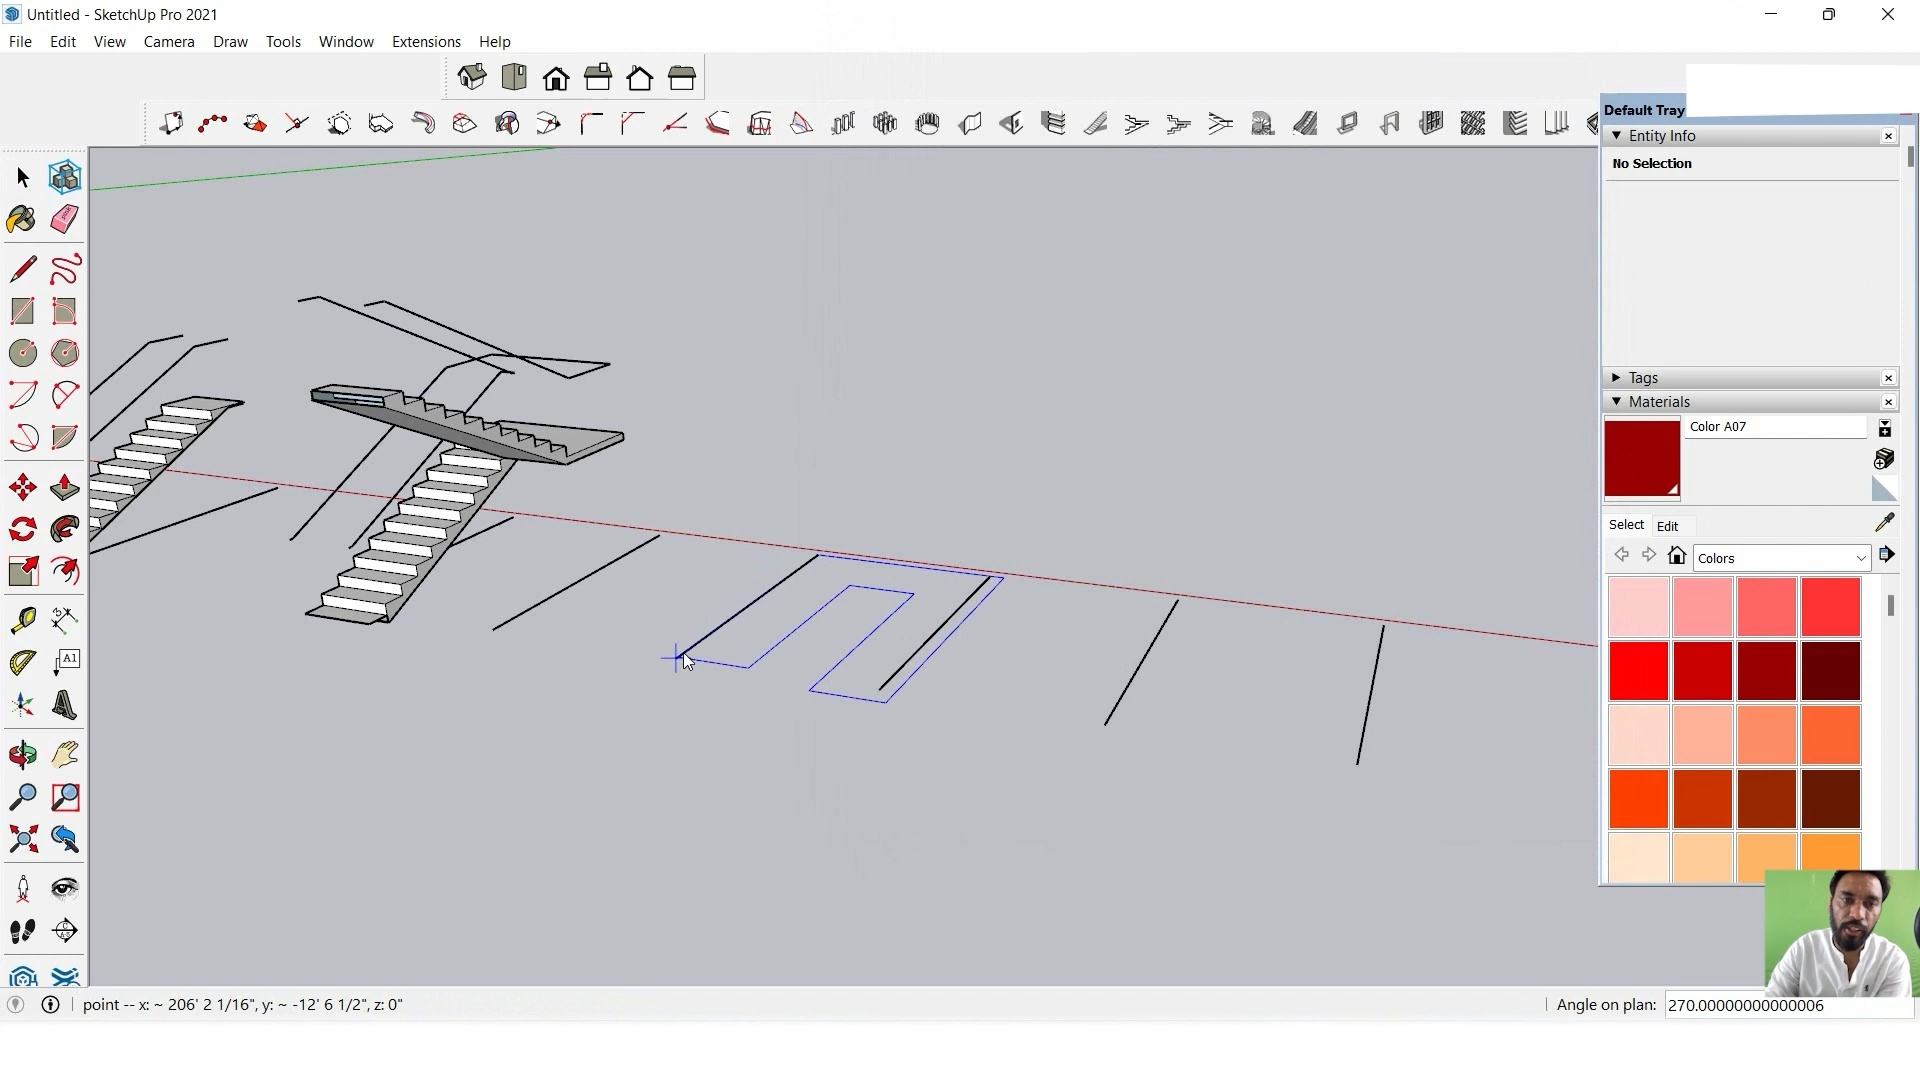 Untitled - SketchUp Pro 2021
File Edit View Camera Draw Tools Window Extensions Help
Default Tray
Entity Info
No Selection
Tags
Materials
Color A07
Select Edit
Colors
A1
point -- x: ~ 206' 2 1/16", y: ~ -12' 6 1/2", z: 0"
Angle on plan: 270.00000000000006